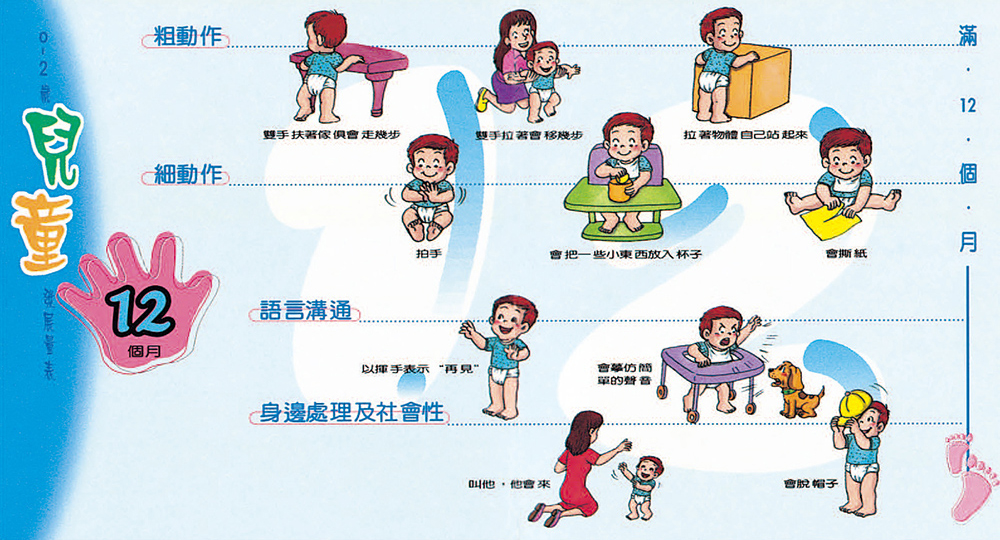 0-2歲
兒童
發展量表
12
個月
滿·12·個·月
粗動作
雙手扶著傢俱會走幾步
雙手拉著會移幾步
拉著物體自己站起來
細動作
拍手
會把一些小東西放入杯子
會撕紙
語言溝通
以揮手表示“再見”
會摹仿簡
單的聲音
身邊處理及社會性
叫他，他會來
會脫帽子